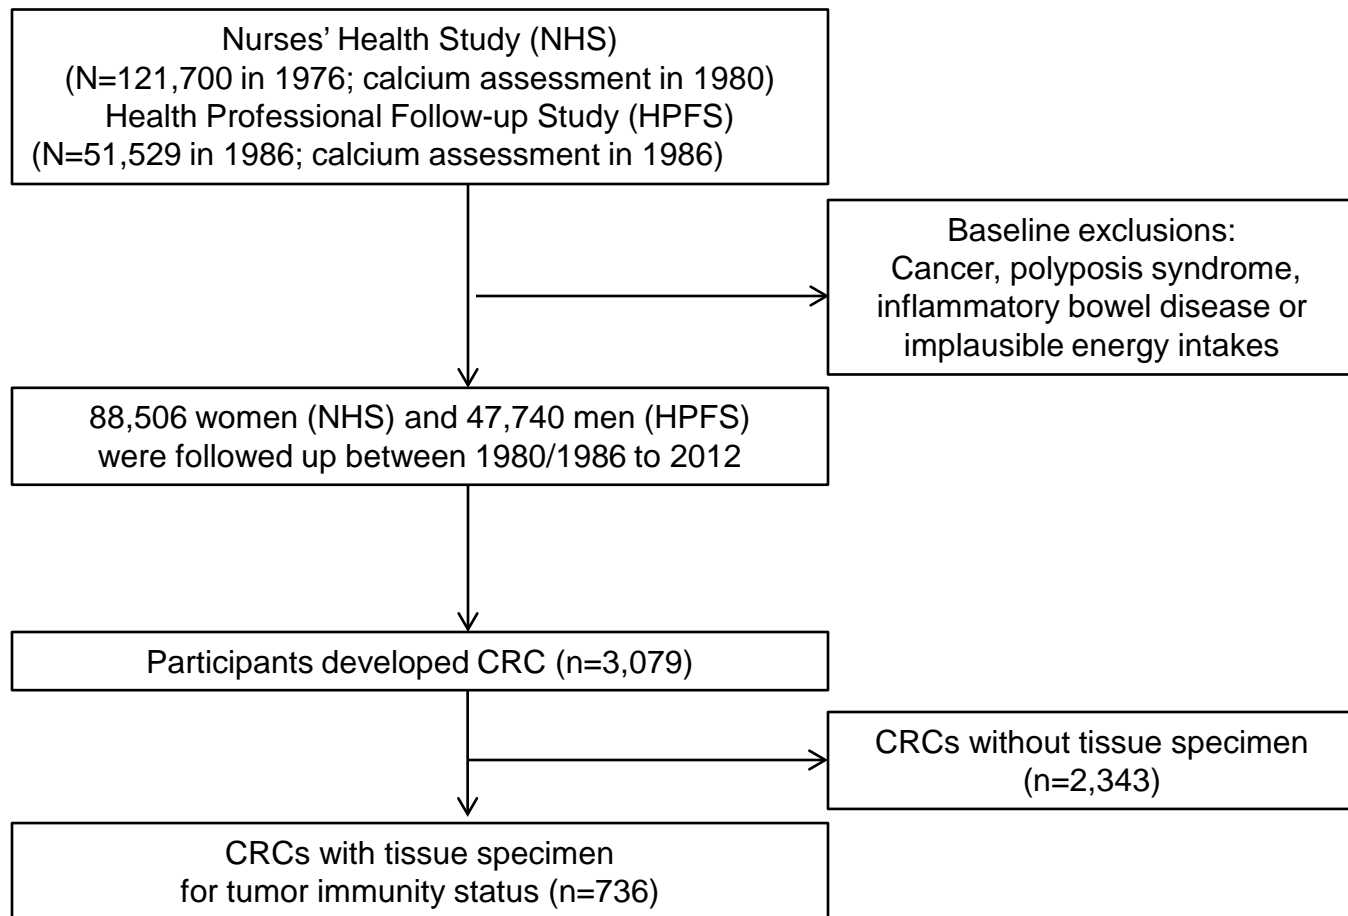 Nurses’ Health Study (NHS)
(N=121,700 in 1976; calcium assessment in 1980)
Health Professional Follow-up Study (HPFS)
(N=51,529 in 1986; calcium assessment in 1986)
Baseline exclusions:
Cancer, polyposis syndrome,
inflammatory bowel disease or
implausible energy intakes
88,506 women (NHS) and 47,740 men (HPFS)
were followed up between 1980/1986 to 2012
Participants developed CRC (n=3,079)
CRCs without tissue specimen
(n=2,343)
CRCs with tissue specimen
for tumor immunity status (n=736)